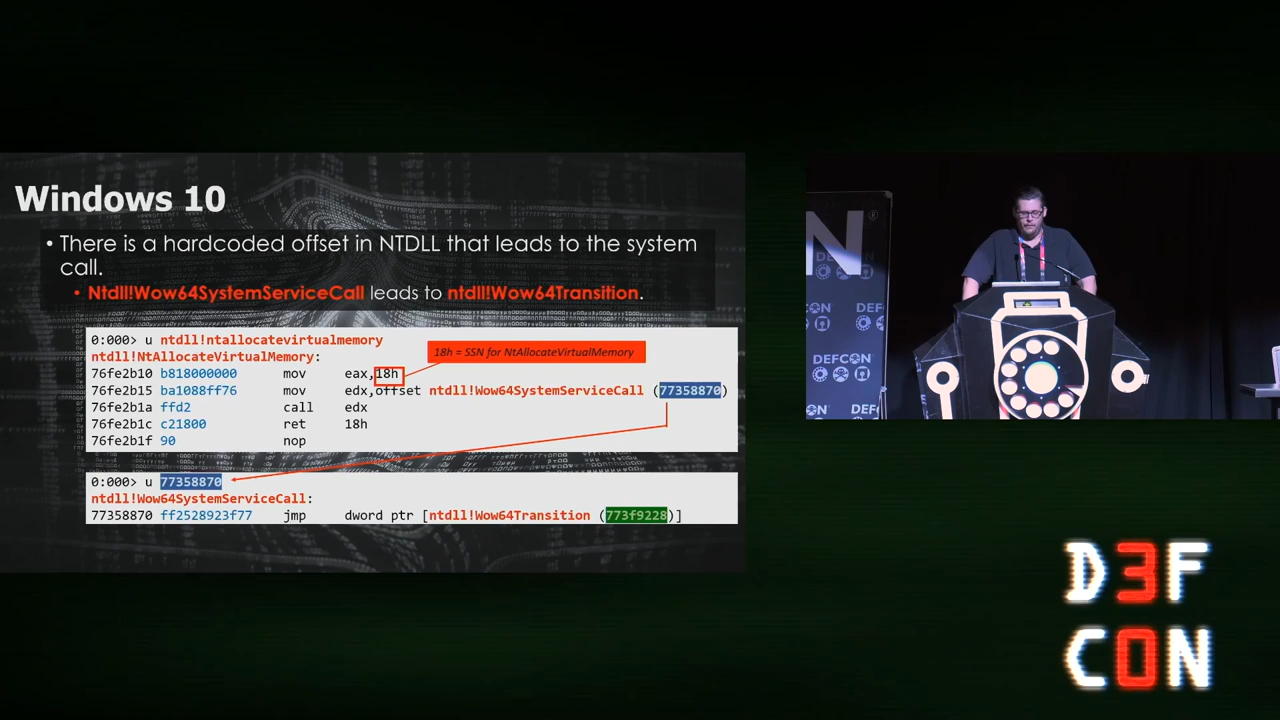 Windows 10
• There is a hardcoded offset in NTDLL that leads to the system
call.
• Ntdll!Wow64SystemServiceCall leads to ntdll!Wow64Transition.
0:000> u ntdll!ntallocatevirtualmemory
ntdll!NtAllocateVirtualMemory:
18h = SSN for NtAllocateVirtualMemory
76fe2b10 b818000000 mov eax,18h
76fe2b15 ba1088ff76 mov edx,offset ntdll!Wow64SystemServiceCall (77358870)
76fe2b1a ffd2 call edx
76fe2b1c c21800 ret 18h
76fe2b1f 90 nop
0:000> u 77358870
ntdll!Wow64SystemServiceCall:
77358870 ff2528923f77 jmp dword ptr [ntdll!Wow64Transition (773f9228)]
N
DEFCON
DEFCON
D3F
C0N